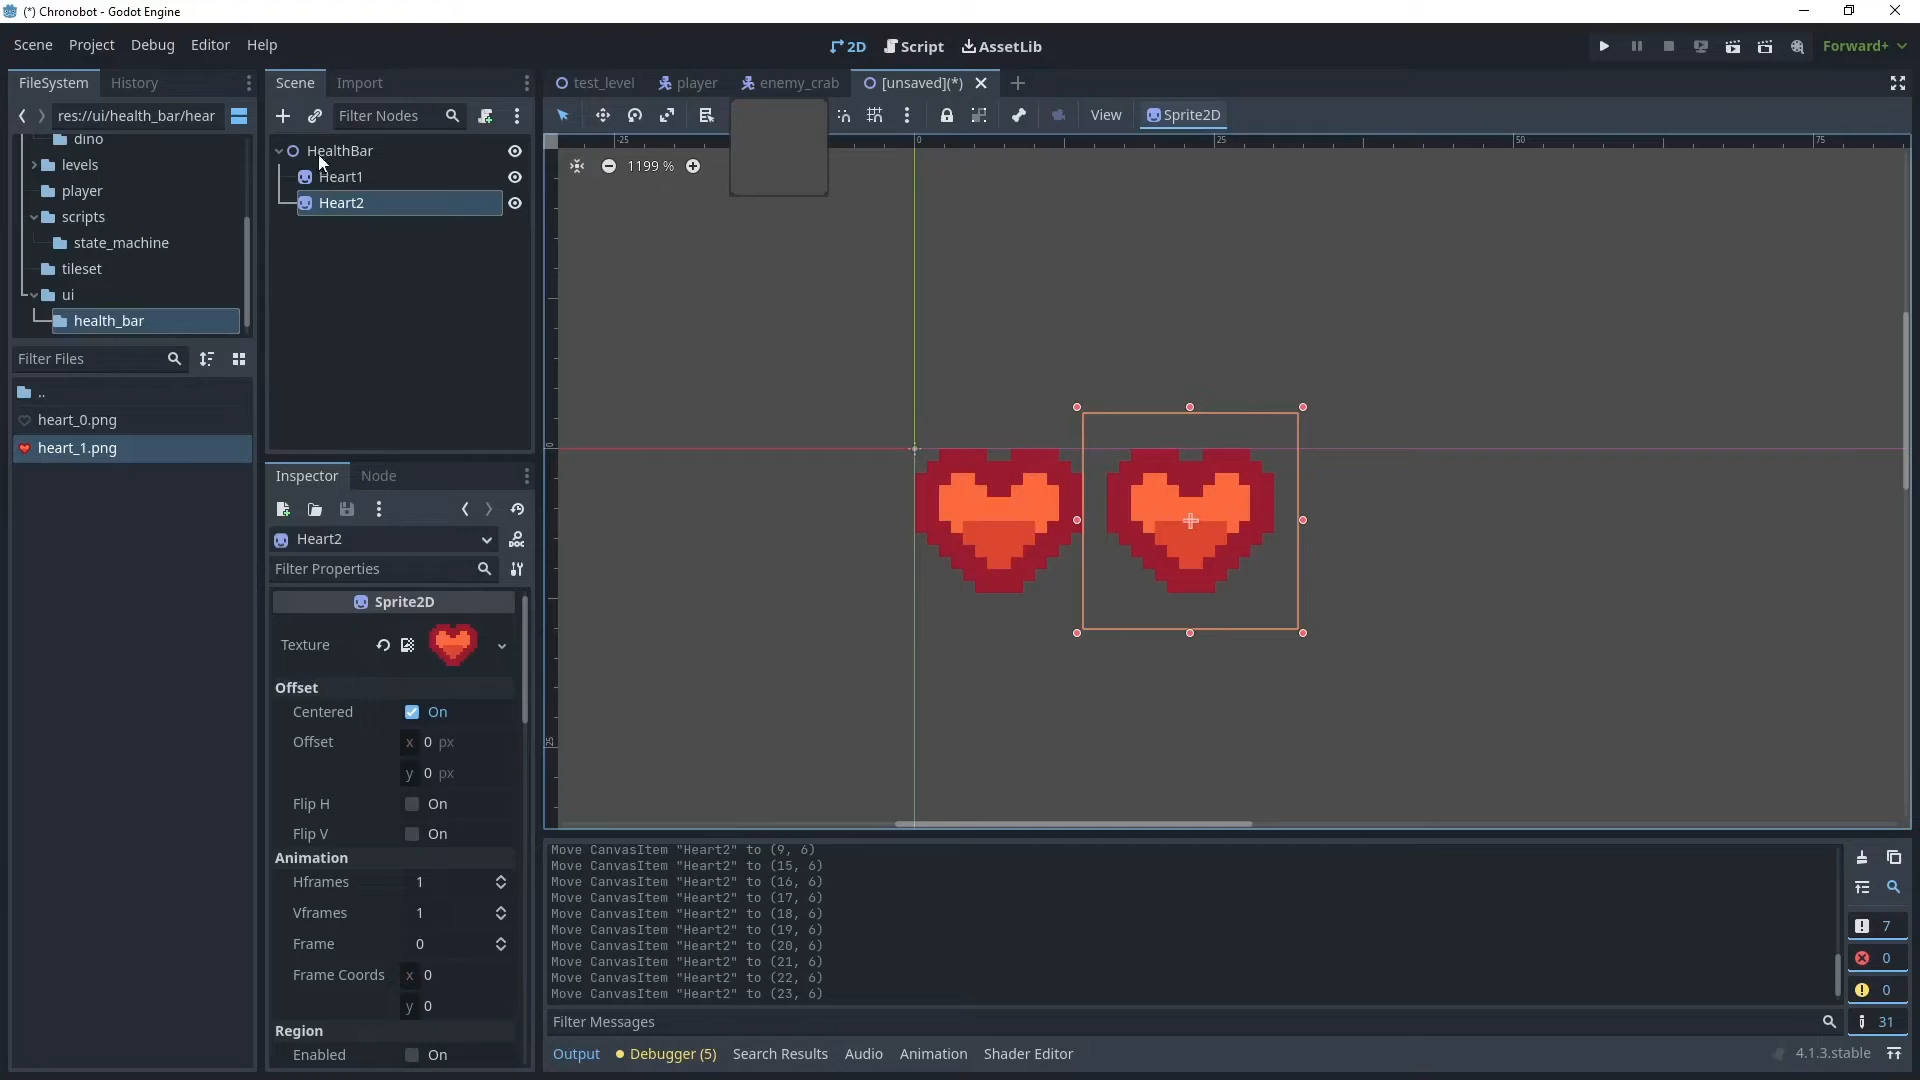 (*) Chronobot - Godot Engine
Scene Project Debug Editor Help
2D Script AssetLib
Forward+
FileSystem History
res://ui/health_bar/hear
dino
levels
player
scripts
state_machine
tileset
ui
health_bar
Filter Files
..
heart_0.png
heart_1.png
Scene Import
Filter Nodes
HealthBar
Heart1
Heart2
Inspector Node
Heart2
Filter Properties
Sprite2D
Texture
Offset
Centered On
Offset x 0 px
y 0 px
Flip H On
Flip V On
Animation
Hframes 1
Vframes 1
Frame 0
Frame Coords x 0
y 0
Region
Enabled On
test_level player enemy_crab [unsaved](*)
View Sprite2D
-25 0 25 50 75
1199 %
0
25
Move CanvasItem "Heart2" to (9, 6)
Move CanvasItem "Heart2" to (15, 6)
Move CanvasItem "Heart2" to (16, 6)
Move CanvasItem "Heart2" to (17, 6)
Move CanvasItem "Heart2" to (18, 6)
Move CanvasItem "Heart2" to (19, 6)
Move CanvasItem "Heart2" to (20, 6)
Move CanvasItem "Heart2" to (21, 6)
Move CanvasItem "Heart2" to (22, 6)
Move CanvasItem "Heart2" to (23, 6)
7
0
0
31
Filter Messages
Output Debugger (5) Search Results Audio Animation Shader Editor
4.1.3.stable